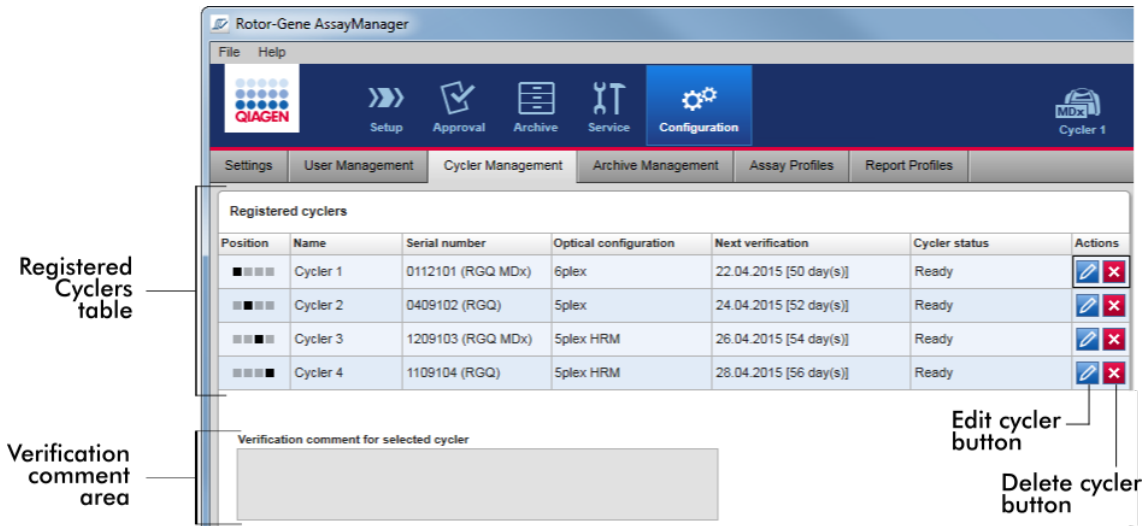 Rotor-Gene AssayManager
File Help
QIAGEN
Setup Approval Archive Service Configuration
MDx
Cycler 1
Settings User Management Cycler Management Archive Management Assay Profiles Report Profiles
Registered cyclers
Position Name Serial number Optical configuration Next verification Cycler status Actions
Cycler 1 0112101 (RGQ MDx) 6plex 22.04.2015 [50 day(s)] Ready
Cycler 2 0409102 (RGQ) 5plex 24.04.2015 [52 day(s)] Ready
Cycler 3 1209103 (RGQ MDx) 5plex HRM 26.04.2015 [54 day(s)] Ready
Cycler 4 1109104 (RGQ) 5plex HRM 28.04.2015 [56 day(s)] Ready
Registered
Cyclers
table
Edit cycler
button
Verification comment for selected cycler
Verification
comment
area
Delete cycler
button